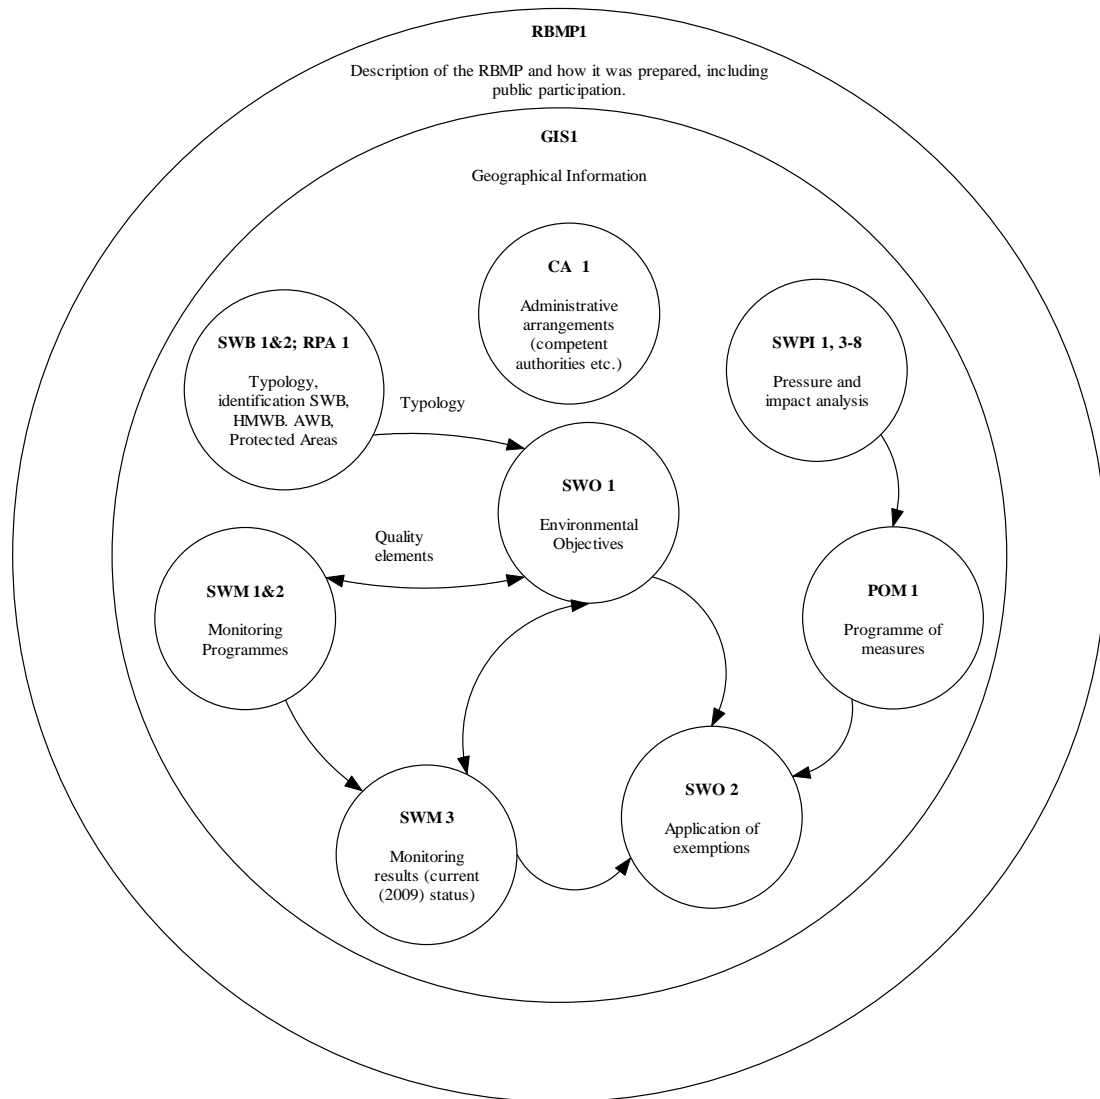 RBMP1
Description of the RBMP and how it was prepared, including
public participation.
GIS1
Geographical Information
CA 1
Administrative
arrangements
(competent
authorities etc.)
SWB 1&2; RPA 1
Typology,
identification SWB,
HMWB. AWB,
Protected Areas
Typology
SWPI 1, 3-8
Pressure and
impact analysis
SWO 1
Environmental
Objectives
Quality
elements
SWM 1&2
Monitoring
Programmes
POM 1
Programme of
measures
SWM 3
Monitoring
results (current
(2009) status)
SWO 2
Application of
exemptions